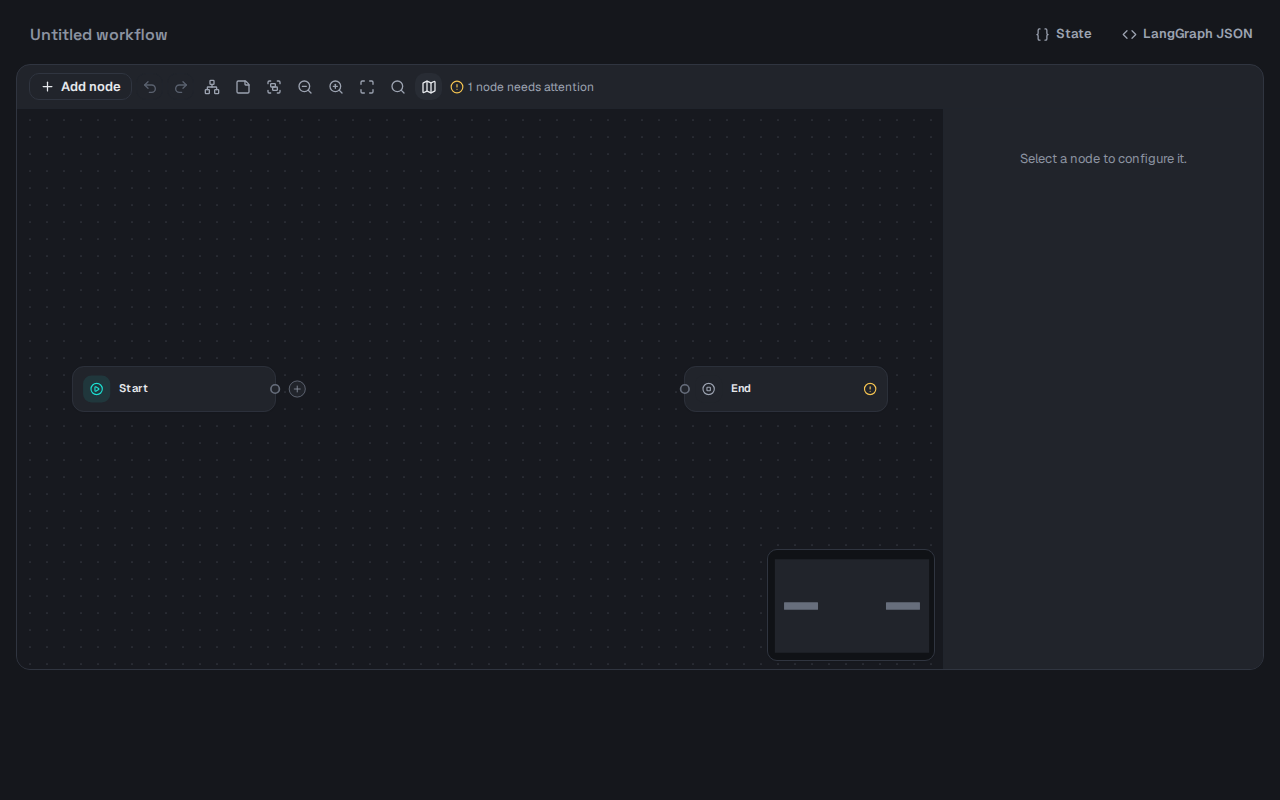 Untitled workflow
State
LangGraph JSON
Add node
1 node needs attention
Select a node to configure it.
Start
End